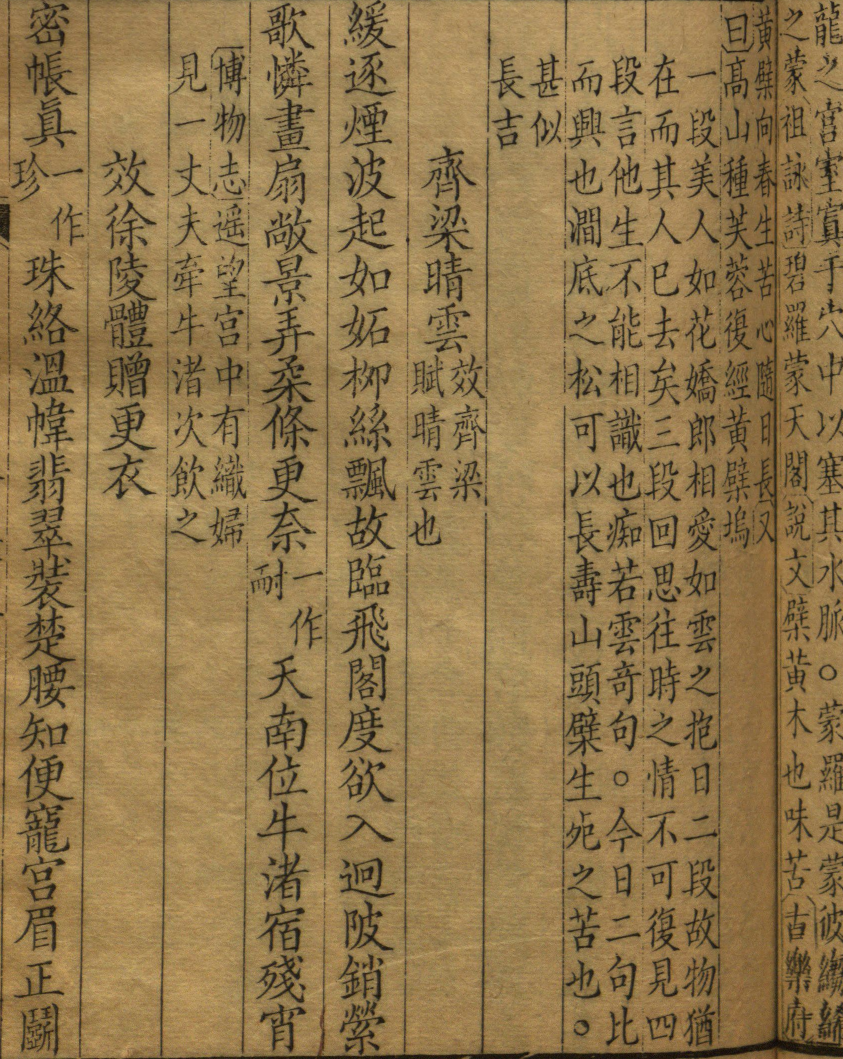 龍之宮室寘于穴中以塞其水脈○蒙羅是蒙彼縐絺
之蒙祖詠詩碧羅蒙天閣說文檗黃木也味苦古樂府
黃檗向春生苦心隨日長又
曰高山種芙蓉復經黃檗塢
一段美人如花嬌郎相愛如雲之抱日二段故物猶
在而其人已去矣三段回思往時之情不可復見四
段言他生不能相識也痴若雲奇句○今日二句比
而興也澗底之松可以長壽山頭檗生死之苦也○
甚似
長吉
齊梁晴雲
效齊梁
賦晴雲也
緩逐煙波起如妬柳絲飄故臨飛閣度欲入迥陂銷縈
歌憐畫扇敞景弄柔條更奈一作耐天南位牛渚宿殘宵
博物志遥望宮中有織婦
見一丈夫牽牛渚次飲之
效徐陵體贈更衣
密帳真一作珍珠絡溫幃翡翠裝楚腰知便寵宮眉正鬬